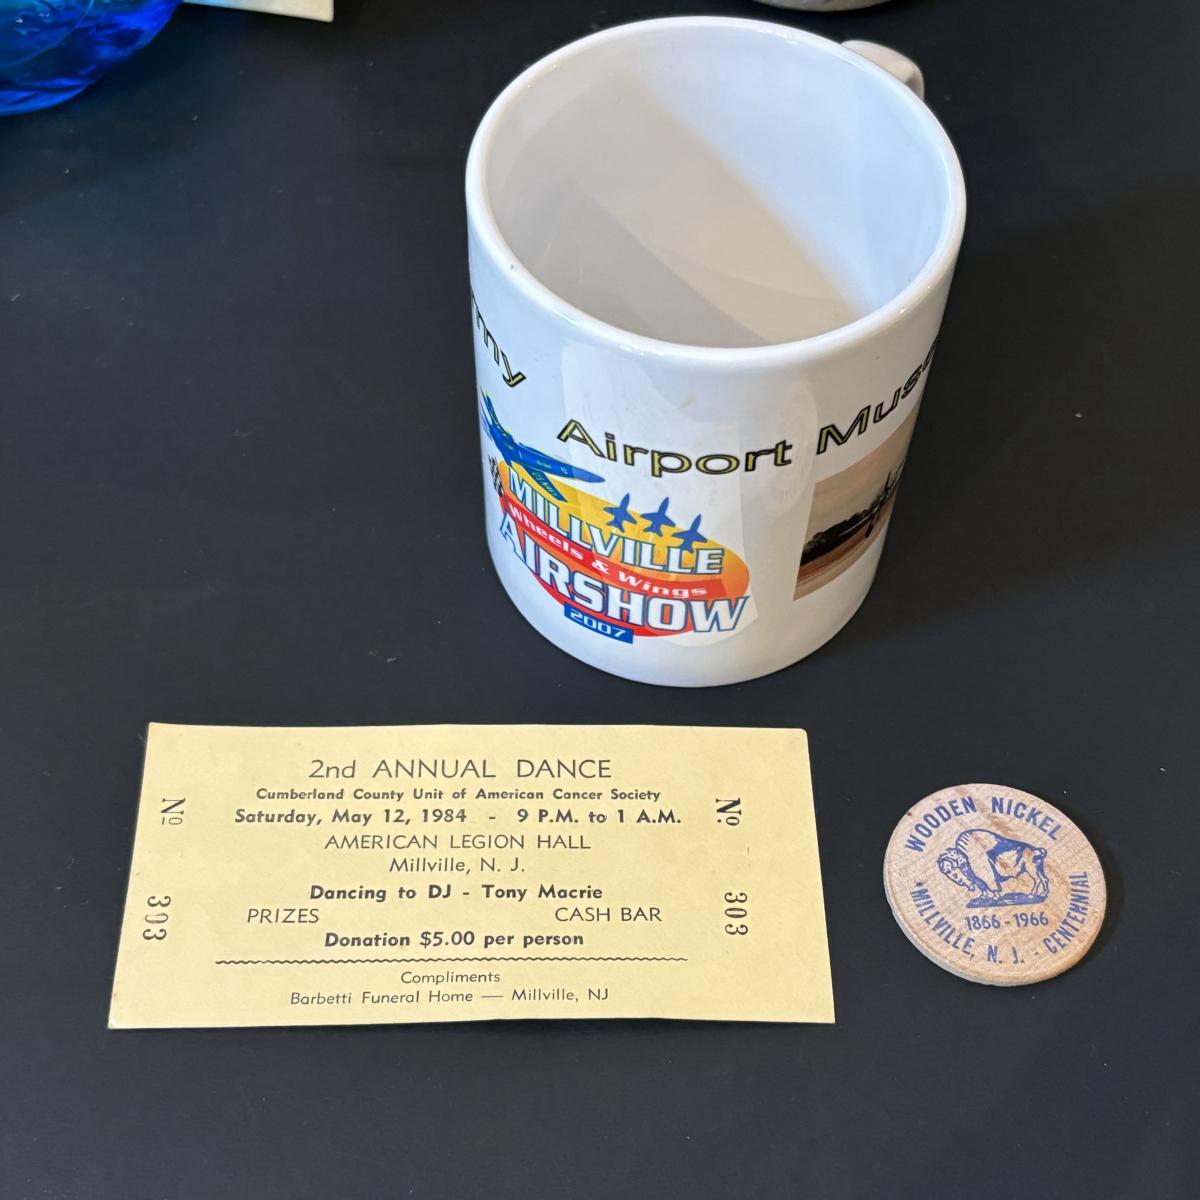 Airport
MILLVILLE
Wheels & Wings
AIRSHOW
2007
2nd ANNUAL DANCE
Cumberland County Unit of American Cancer Society
Saturday, May 12, 1984 - 9 P.M. to 1 A.M.
AMERICAN LEGION HALL
Millville, N. J.
Dancing to DJ - Tony Macrie
PRIZES CASH BAR
Donation $5.00 per person
Compliments
Barbetti Funeral Home — Millville, NJ
No 303
No. 303
WOODEN NICKEL
1866-1966
MILLVILLE, N. J. - CENTENNIAL